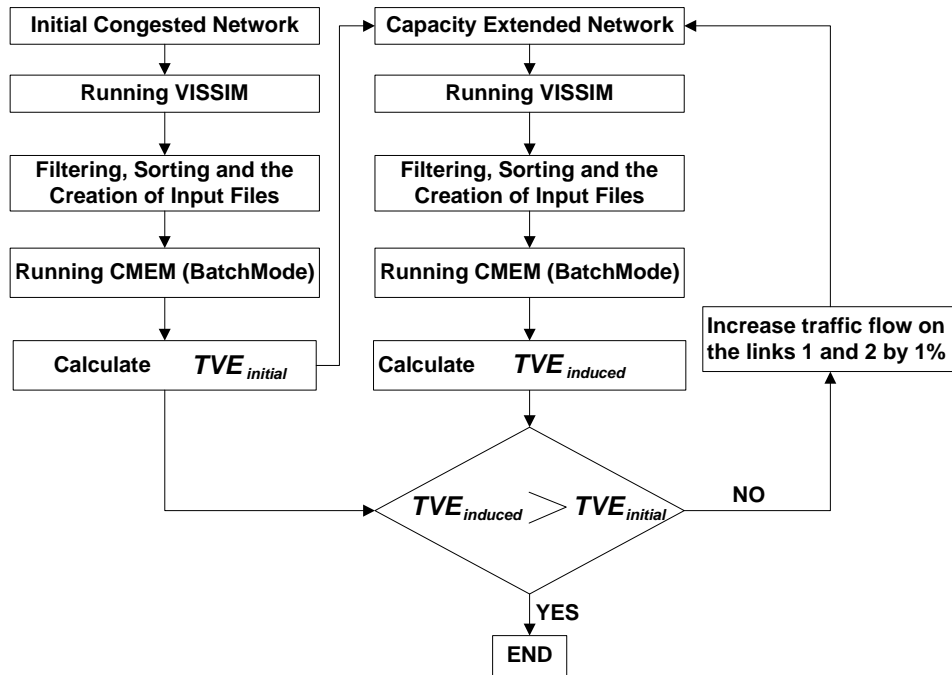 Initial Congested Network
Running VISSIM
Filtering, Sorting and the
Creation of Input Files
Running CMEM (BatchMode)
Calculate TVE initial
Capacity Extended Network
Running VISSIM
Filtering, Sorting and the
Creation of Input Files
Running CMEM (BatchMode)
Calculate TVE induced
Increase traffic flow on
the links 1 and 2 by 1%
TVE induced > TVE initial
NO
YES
END